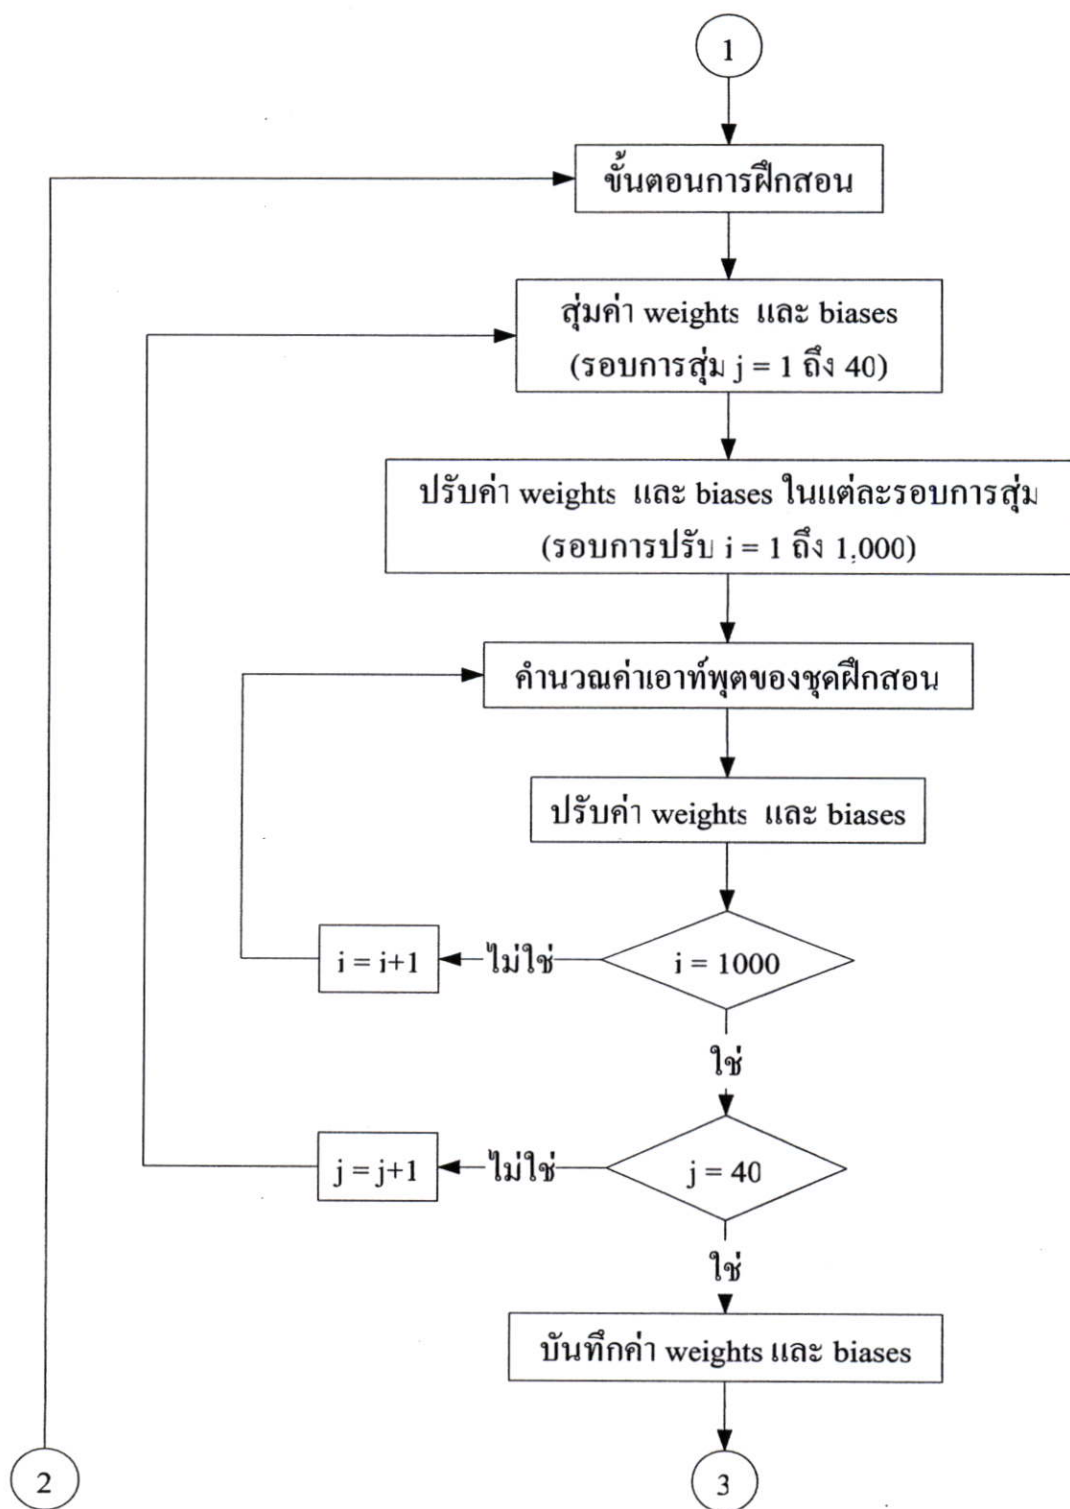 1
ขั้นตอนการฝึกสอน
สุ่มค่า weights และ biases
(รอบการสุ่ม j = 1 ถึง 40)
ปรับค่า weights และ biases ในแต่ละรอบการสุ่ม
(รอบการปรับ i = 1 ถึง 1,000)
คำนวณค่าเอาท์พุตของชุดฝึกสอน
ปรับค่า weights และ biases
i = i+1
ไม่ใช่
i = 1000
ใช่
j = j+1
ไม่ใช่
j = 40
ใช่
บันทึกค่า weights และ biases
2
3